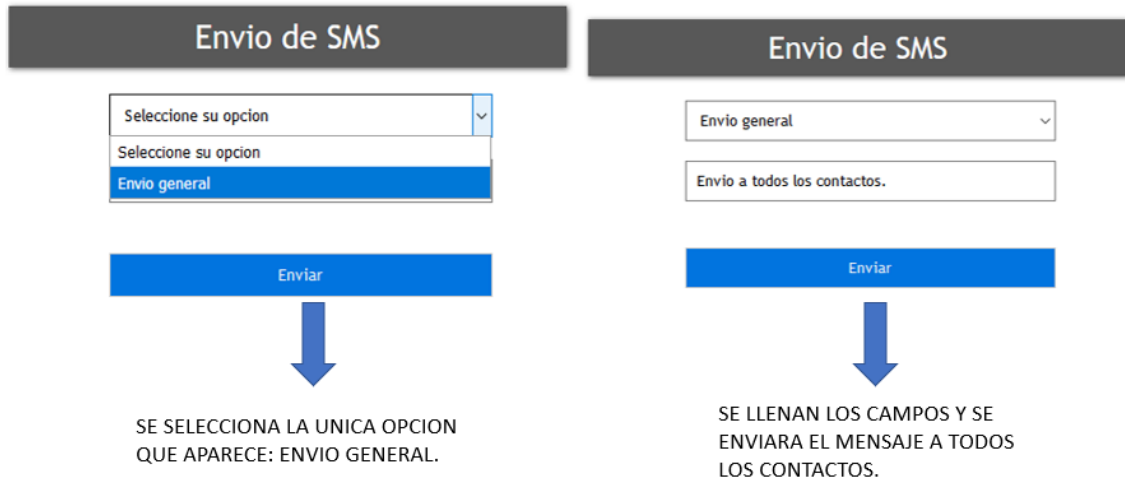 Envio de SMS
Seleccione su opcion
Seleccione su opcion
Envio general
Enviar
SE SELECCIONA LA UNICA OPCION
QUE APARECE: ENVIO GENERAL.
Envio de SMS
Envio general
Envio a todos los contactos.
Enviar
SE LLENAN LOS CAMPOS Y SE
ENVIARA EL MENSAJE A TODOS
LOS CONTACTOS.